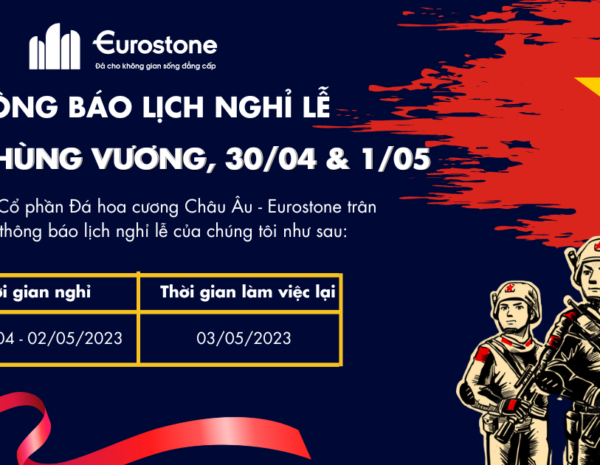 Eurostone
Đá cho không gian sống đẳng cấp
ÔNG BÁO LỊCH NGHỈ LỄ
HÙNG VƯƠNG, 30/04 & 1/05
Cổ phần Đá hoa cương Châu Âu - Eurostone trân
thông báo lịch nghỉ lễ của chúng tôi như sau:
i gian nghỉ
Thời gian làm việc lại
04 - 02/05/2023
03/05/2023